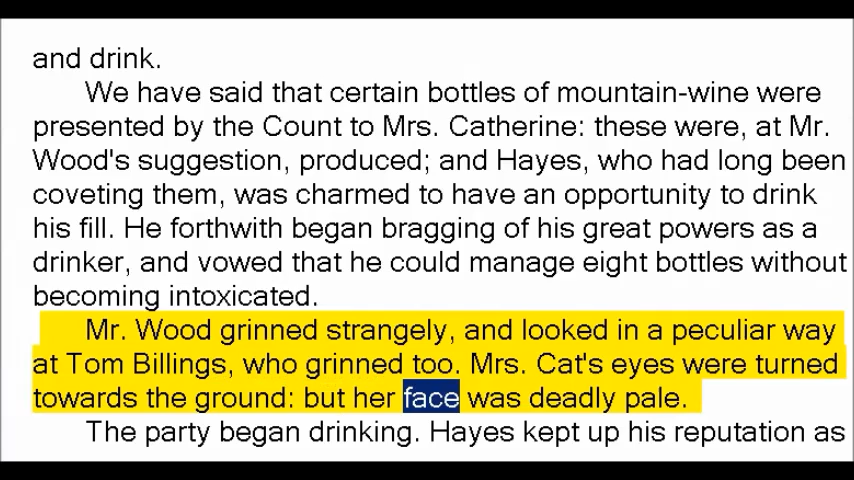 and drink.
We have said that certain bottles of mountain-wine were
presented by the Count to Mrs. Catherine: these were, at Mr.
Wood's suggestion, produced; and Hayes, who had long been
coveting them, was charmed to have an opportunity to drink
his fill. He forthwith began bragging of his great powers as a
drinker, and vowed that he could manage eight bottles without
becoming intoxicated.
Mr. Wood grinned strangely, and looked in a peculiar way
at Tom Billings, who grinned too. Mrs. Cat's eyes were turned
towards the ground: but her face was deadly pale.
The party began drinking. Hayes kept up his reputation as